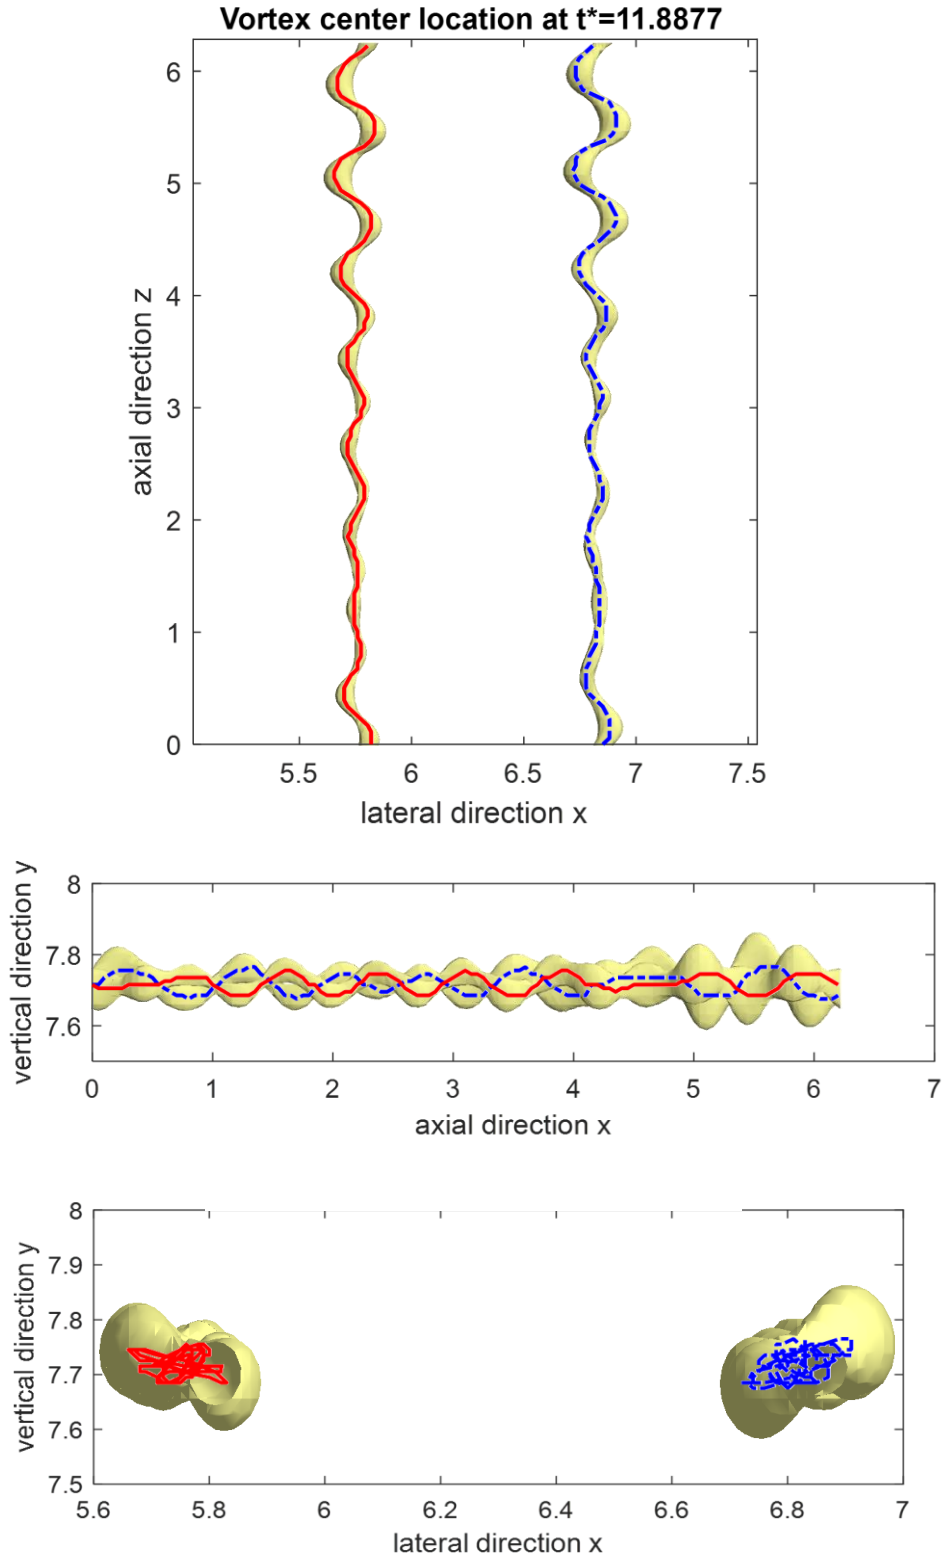 Vortex center location at t*=11.8877
6
5
4
3
2
1
0
axial direction z
5.5 6 6.5 7 7.5
lateral direction x
8
7.8
7.6
vertical direction y
0 1 2 3 4 5 6 7
axial direction x
8
7.9
7.8
7.7
7.6
7.5
vertical direction y
5.6 5.8 6 6.2 6.4 6.6 6.8 7
lateral direction x